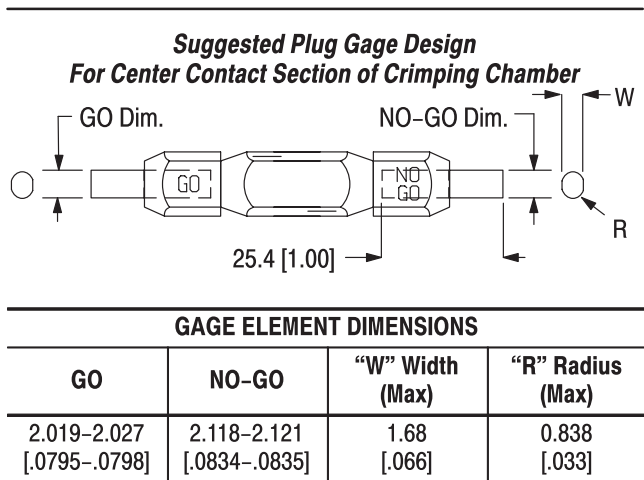 Suggested Plug Gage Design
For Center Contact Section of Crimping Chamber
W
GO Dim.
NO–GO Dim.
GO
NO
GO
R
25.4 [1.00]
GAGE ELEMENT DIMENSIONS
GO
NO–GO
“W” Width
(Max)
“R” Radius
(Max)
2.019–2.027
[.0795–.0798]
2.118–2.121
[.0834–.0835]
1.68
[.066]
0.838
[.033]